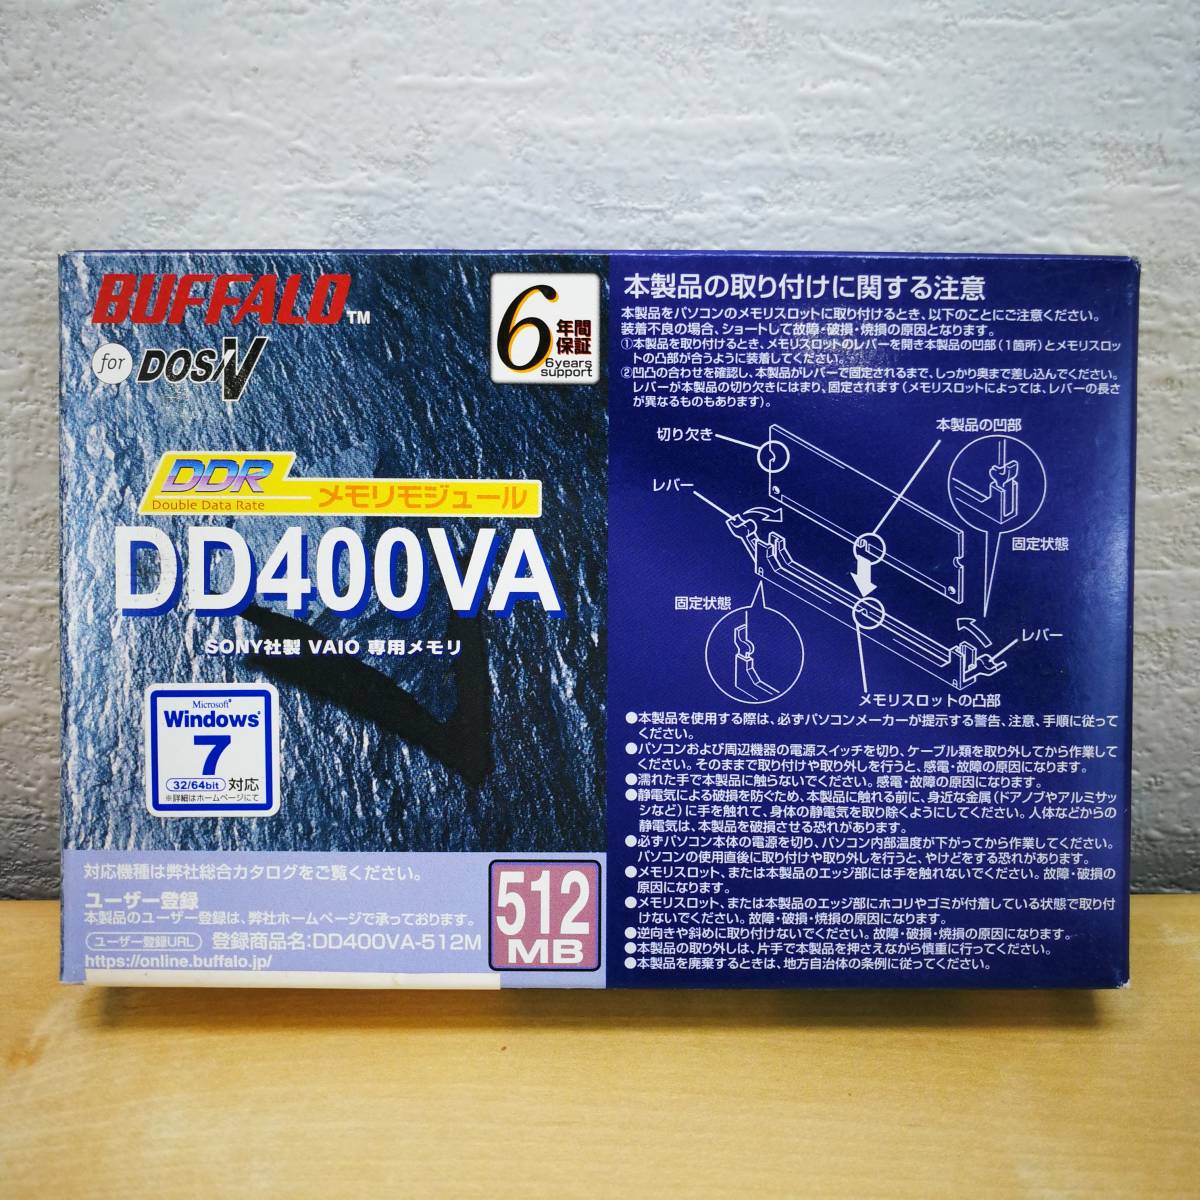 BUFFALO™
for DOS/V
6年間保証
6years support
DDR
Double Data Rate
メモリモジュール
DD400VA
SONY社製 VAIO 専用メモリ
Microsoft®
Windows®
7
32/64bit 対応
※詳細はホームページにて
対応機種は弊社総合カタログをご覧ください。
ユーザー登録
本製品のユーザー登録は、弊社ホームページで承っております。
ユーザー登録URL 登録商品名:DD400VA-512M
https://online.buffalo.jp/
512
MB
本製品の取り付けに関する注意
本製品をパソコンのメモリスロットに取り付けるとき、以下のことにご注意ください。
装着不良の場合、ショートして故障・破損・焼損の原因となります。
①本製品を取り付けるとき、メモリスロットのレバーを開き本製品の凹部(1箇所)とメモリスロッ
トの凸部が合うように装着してください。
②凹凸の合わせを確認し、本製品がレバーで固定されるまで、しっかり奥まで差し込んでください。
レバーが本製品の切り欠きにはまり、固定されます(メモリスロットによっては、レバーの長さ
が異なるものもあります)。
切り欠き
本製品の凹部
レバー
固定状態
固定状態
レバー
メモリスロットの凸部
●本製品を使用する際は、必ずパソコンメーカーが提示する警告、注意、手順に従って
ください。
●パソコンおよび周辺機器の電源スイッチを切り、ケーブル類を取り外してから作業して
ください。そのままで取り付けや取り外しを行うと、感電・故障の原因になります。
●濡れた手で本製品に触らないでください。感電・故障の原因になります。
●静電気による破損を防ぐため、本製品に触れる前に、身近な金属(ドアノブやアルミサッ
シなど)に手を触れて、身体の静電気を取り除くようにしてください。人体などからの
静電気は、本製品を破損させる恐れがあります。
●必ずパソコン本体の電源を切り、パソコン内部温度が下がってから作業してください。
パソコンの使用直後に取り付けや取り外しを行うと、やけどをする恐れがあります。
●メモリスロット、または本製品のエッジ部には手を触れないでください。故障・破損の
原因になります。
●メモリスロット、または本製品のエッジ部にホコリやゴミが付着している状態で取り付
けないでください。故障・破損・焼損の原因になります。
●逆向きや斜めに取り付けないでください。故障・破損・焼損の原因になります。
●本製品の取り外しは、片手で本製品を押さえながら慎重に行ってください。
●本製品を廃棄するときは、地方自治体の条例に従ってください。